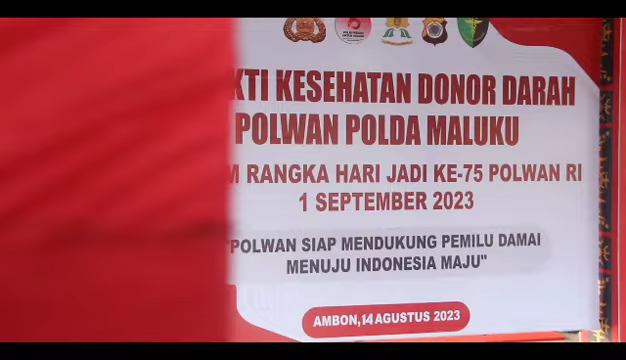 KTI KESEHATAN DONOR DARAH
POLWAN POLDA MALUKU
M RANGKA HARI JADI KE-75 POLWAN RI
1 SEPTEMBER 2023
"POLWAN SIAP MENDUKUNG PEMILU DAMAI
MENUJU INDONESIA MAJU"
AMBON,14 AGUSTUS 2023